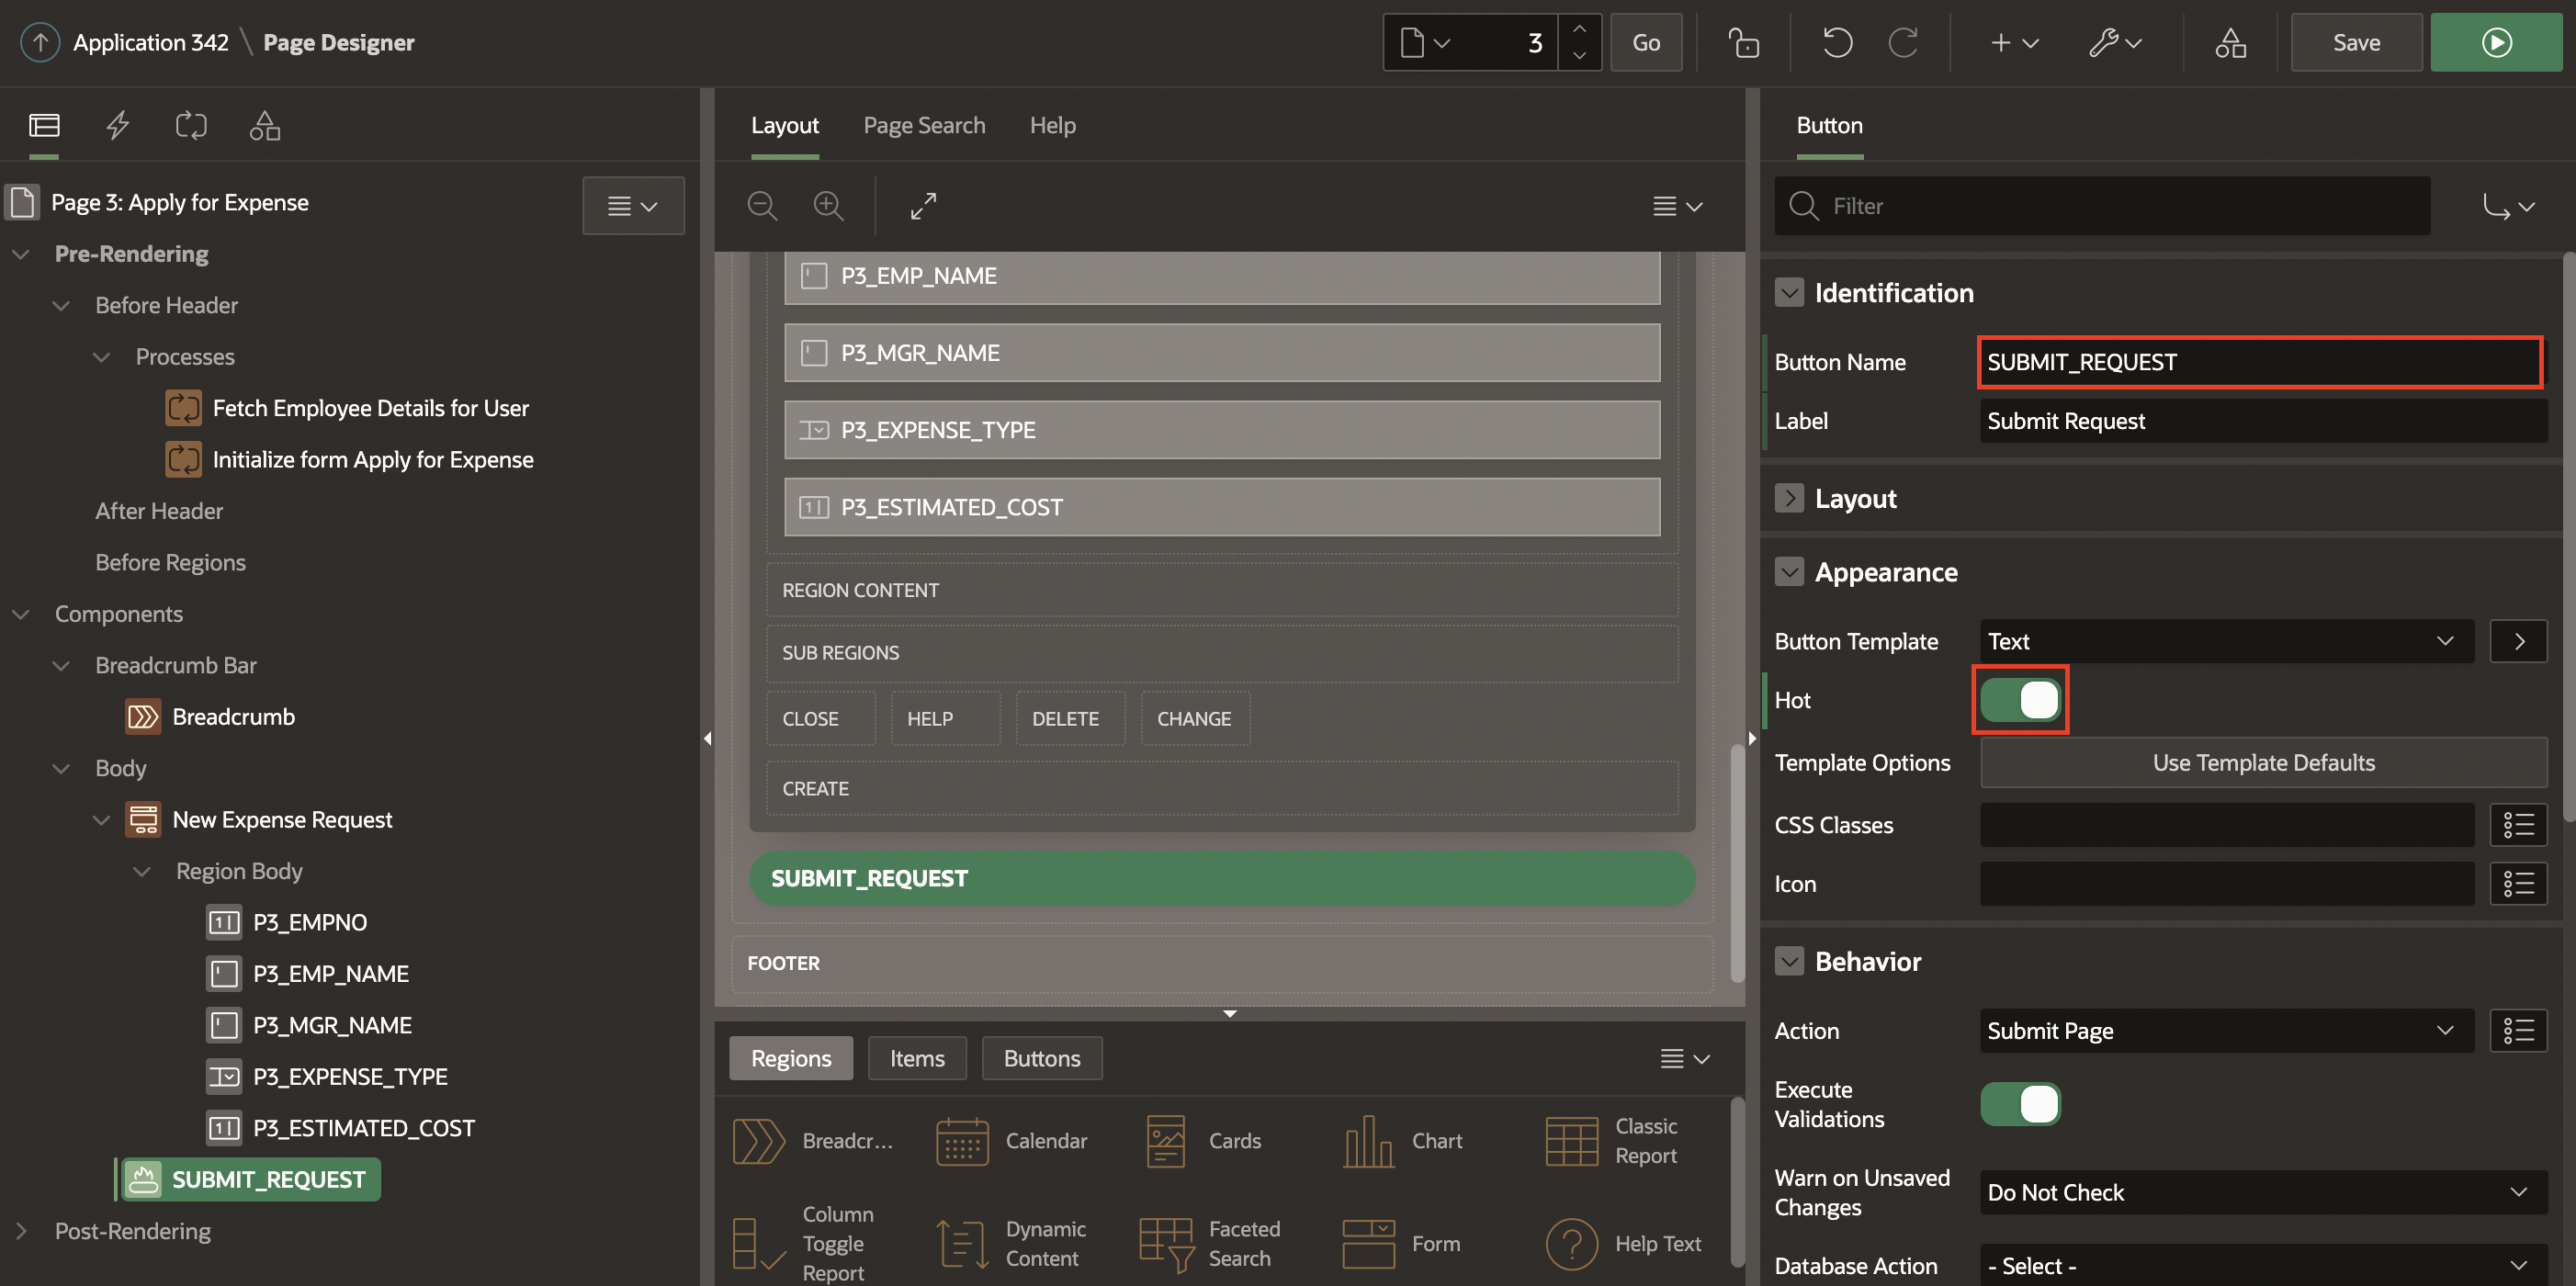 Application 342 \ Page Designer
3
Go
Save
Page 3: Apply for Expense
Pre-Rendering
Before Header
Processes
Fetch Employee Details for User
Initialize form Apply for Expense
After Header
Before Regions
Components
Breadcrumb Bar
Breadcrumb
Body
New Expense Request
Region Body
P3_EMPNO
P3_EMP_NAME
P3_MGR_NAME
P3_EXPENSE_TYPE
P3_ESTIMATED_COST
SUBMIT_REQUEST
Post-Rendering
Layout
Page Search
Help
P3_EMP_NAME
P3_MGR_NAME
P3_EXPENSE_TYPE
P3_ESTIMATED_COST
REGION CONTENT
SUB REGIONS
CLOSE
HELP
DELETE
CHANGE
CREATE
SUBMIT_REQUEST
FOOTER
Regions
Items
Buttons
Breadcr...
Calendar
Cards
Chart
Classic
Report
Column
Toggle
Report
Dynamic
Content
Faceted
Search
Form
Help Text
Button
Filter
Identification
Button Name
SUBMIT_REQUEST
Label
Submit Request
Layout
Appearance
Button Template
Text
Hot
Template Options
Use Template Defaults
CSS Classes
Icon
Behavior
Action
Submit Page
Execute
Validations
Warn on Unsaved
Changes
Do Not Check
Database Action
- Select -